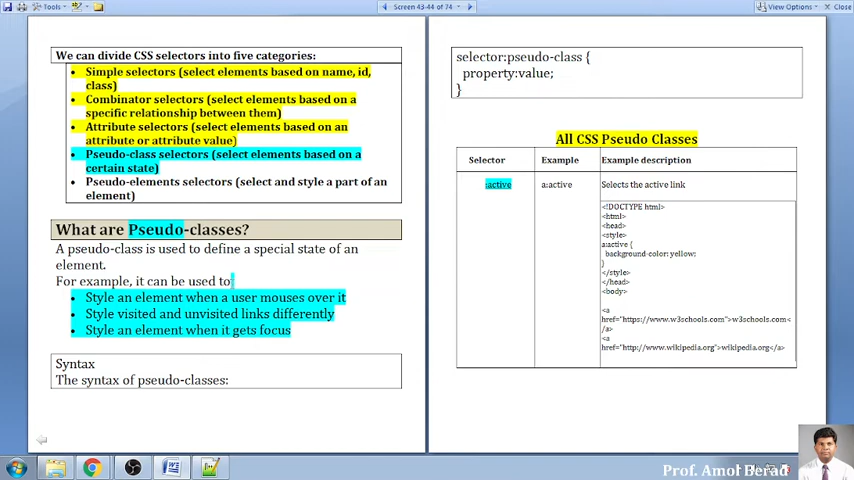 Tools
Screen 43-44 of 74
View Options
Close
We can divide CSS selectors into five categories:
• Simple selectors (select elements based on name, id,
class)
• Combinator selectors (select elements based on a
specific relationship between them)
• Attribute selectors (select elements based on an
attribute or attribute value)
• Pseudo-class selectors (select elements based on a
certain state)
• Pseudo-elements selectors (select and style a part of an
element)
What are Pseudo-classes?
A pseudo-class is used to define a special state of an
element.
For example, it can be used to
• Style an element when a user mouses over it
• Style visited and unvisited links differently
• Style an element when it gets focus
Syntax
The syntax of pseudo-classes:
selector:pseudo-class {
property:value;
}
All CSS Pseudo Classes
Selector Example Example description
:active a:active Selects the active link
<!DOCTYPE html>
<html>
<head>
<style>
a:active {
background-color: yellow;
}
</style>
</head>
<body>
<a
href="https://www.w3schools.com">w3schools.com<
/a>
<a
href="http://www.wikipedia.org">wikipedia.org</a>
Prof. Amol Berad